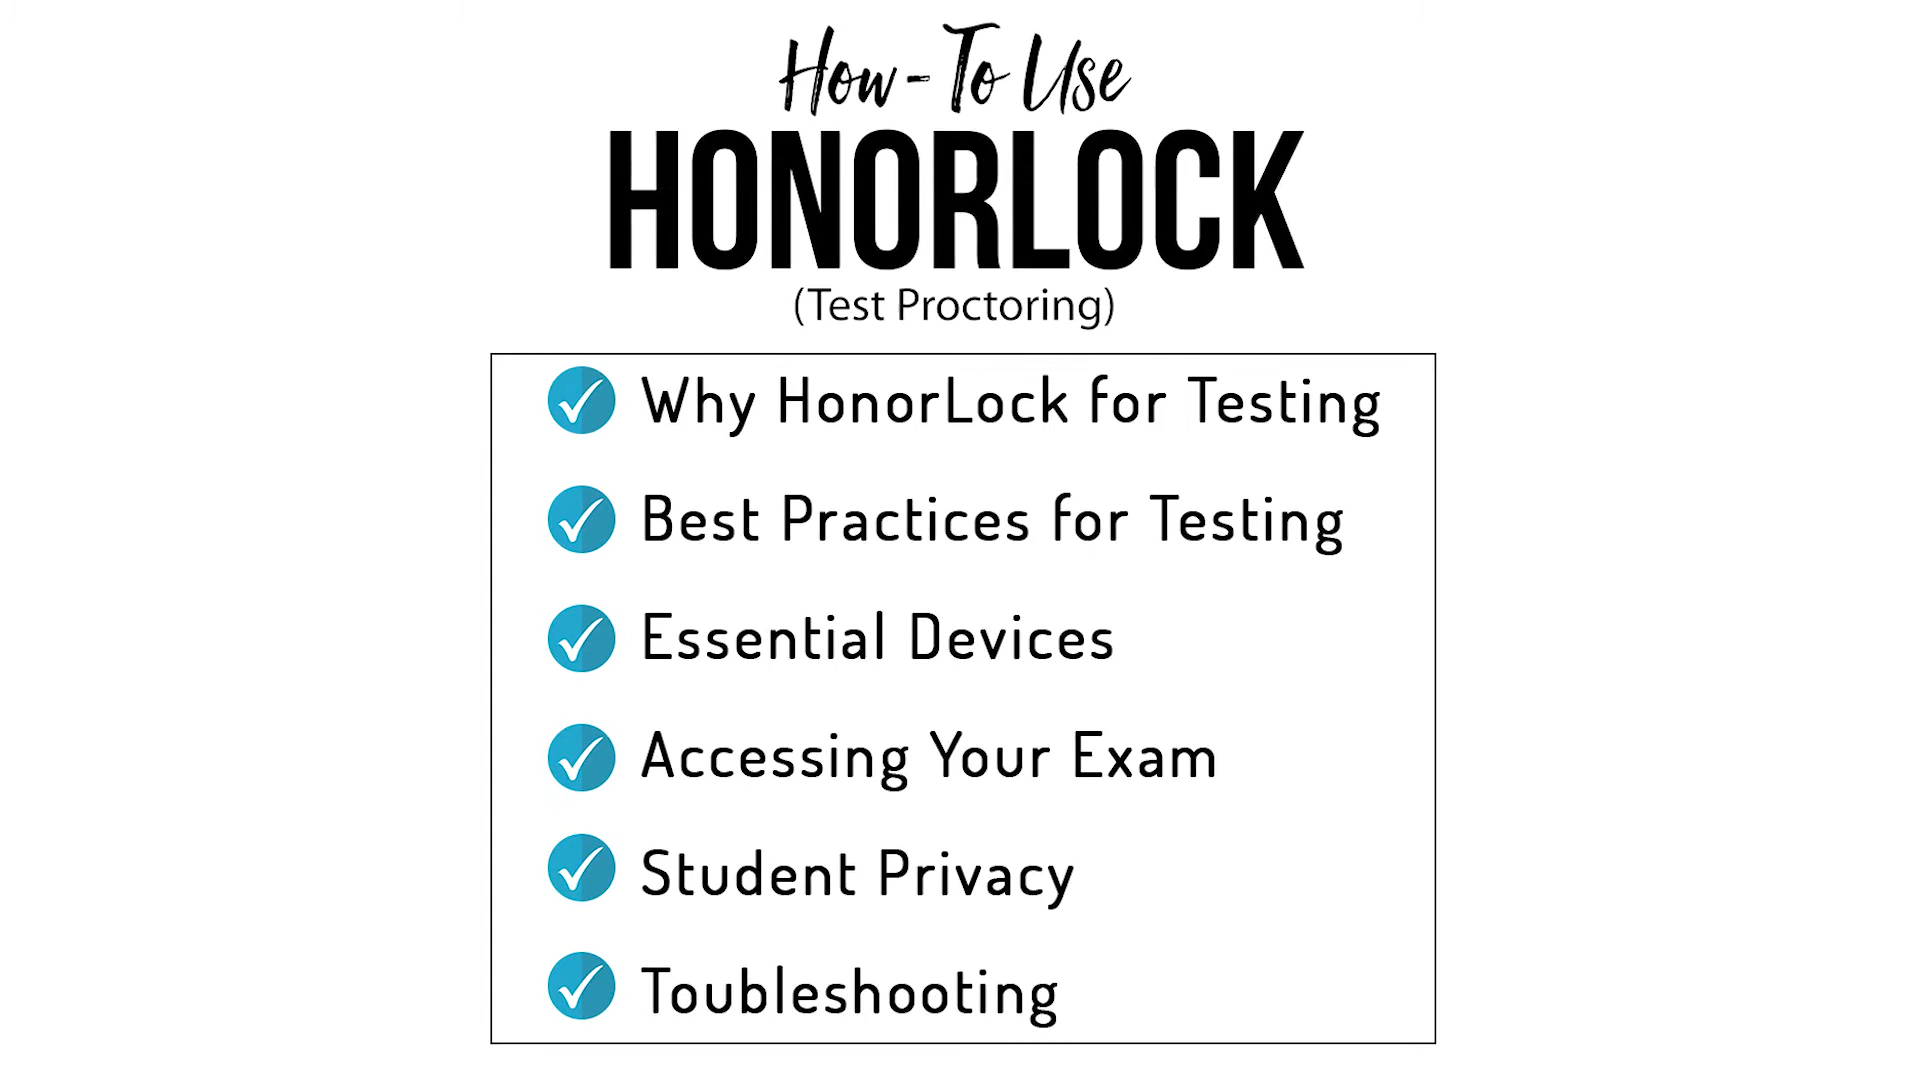 How-To Use
HONORLOCK
(Test Proctoring)
Why HonorLock for Testing
Best Practices for Testing
Essential Devices
Accessing Your Exam
Student Privacy
Toubleshooting